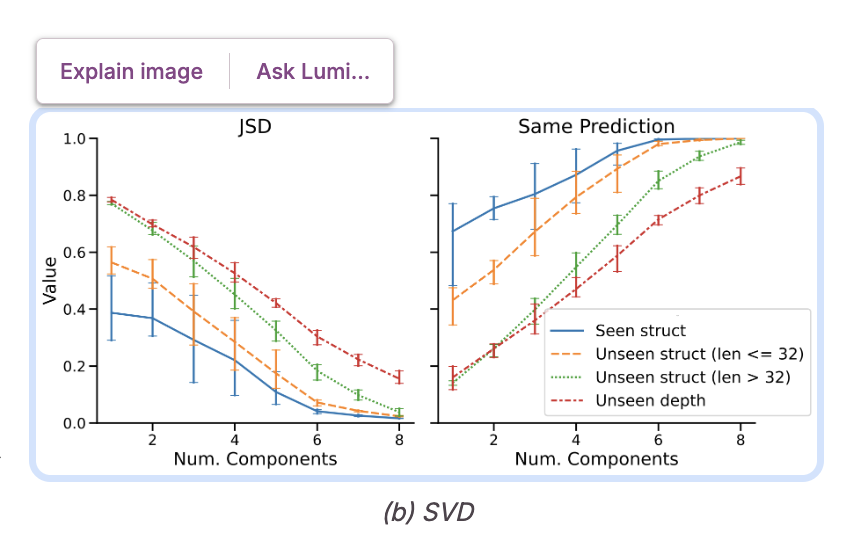 Explain image
Ask Lumi...
JSD
Value
1.0
0.8
0.6
0.4
0.2
0.0
2
4
6
8
Num. Components
Same Prediction
2
4
6
8
Num. Components
Seen struct
Unseen struct (len <= 32)
Unseen struct (len > 32)
Unseen depth
(b) SVD